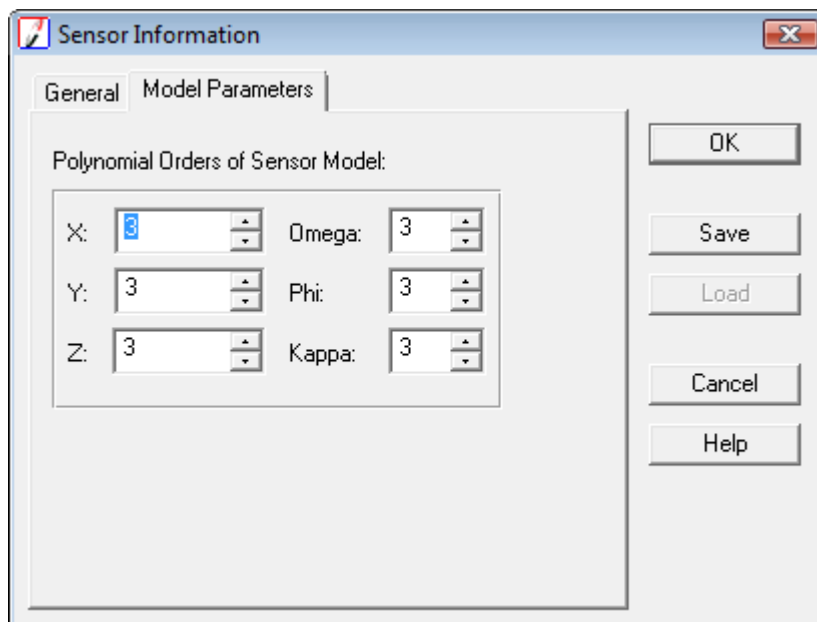 Sensor Information
General
Model Parameters
Polynomial Orders of Sensor Model:
X: 3
Omega: 3
Y: 3
Phi: 3
Z: 3
Kappa: 3
OK
Save
Load
Cancel
Help